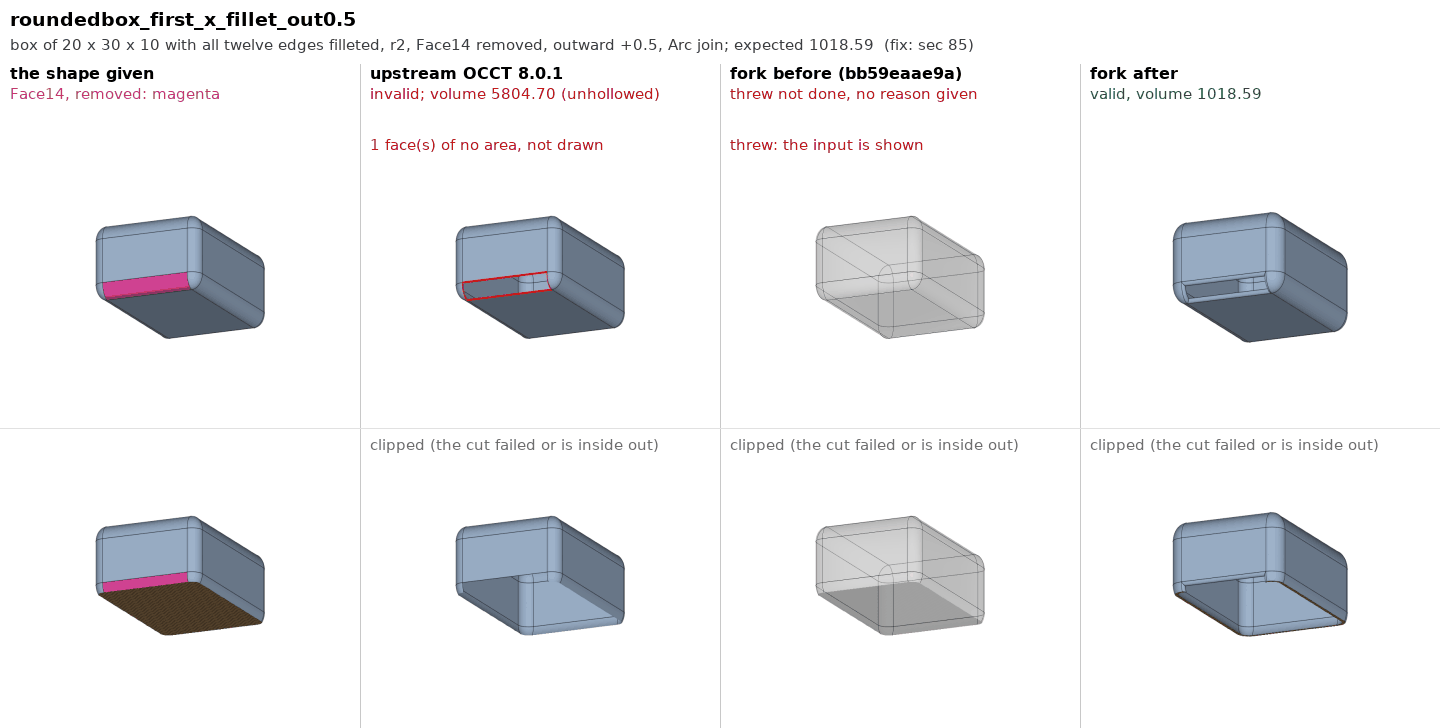 roundedbox_first_x_fillet_out0.5
box of 20 x 30 x 10 with all twelve edges filleted, r2, Face14 removed, outward +0.5, Arc join; expected 1018.59  (fix: sec 85)
the shape given
Face14, removed: magenta
upstream OCCT 8.0.1
invalid; volume 5804.70 (unhollowed)
1 face(s) of no area, not drawn
fork before (bb59eaae9a)
threw not done, no reason given
threw: the input is shown
fork after
valid, volume 1018.59
clipped (the cut failed or is inside out)
clipped (the cut failed or is inside out)
clipped (the cut failed or is inside out)